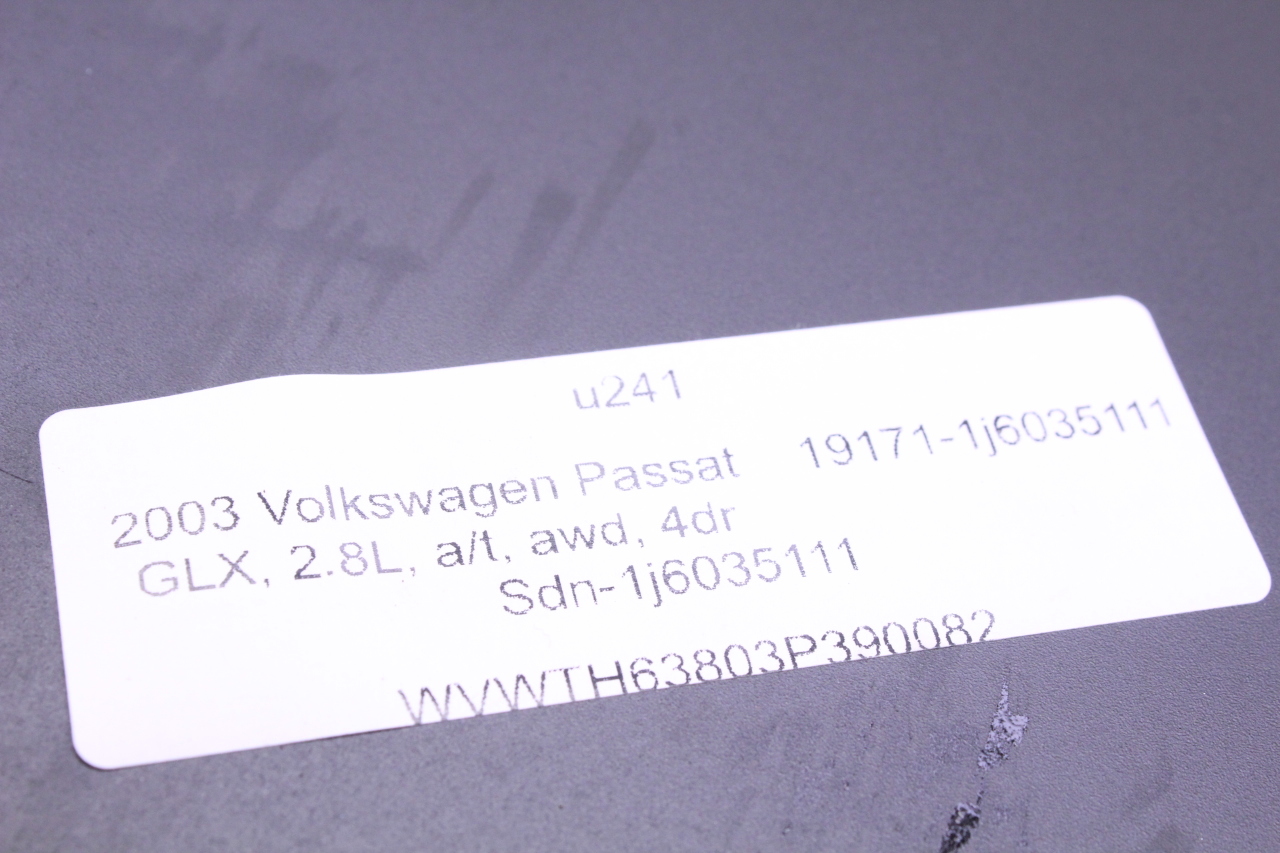 u241
2003 Volkswagen Passat 19171-1j6035111
GLX, 2.8L, a/t, awd, 4dr
Sdn-1j6035111
WVWTH63803P390082